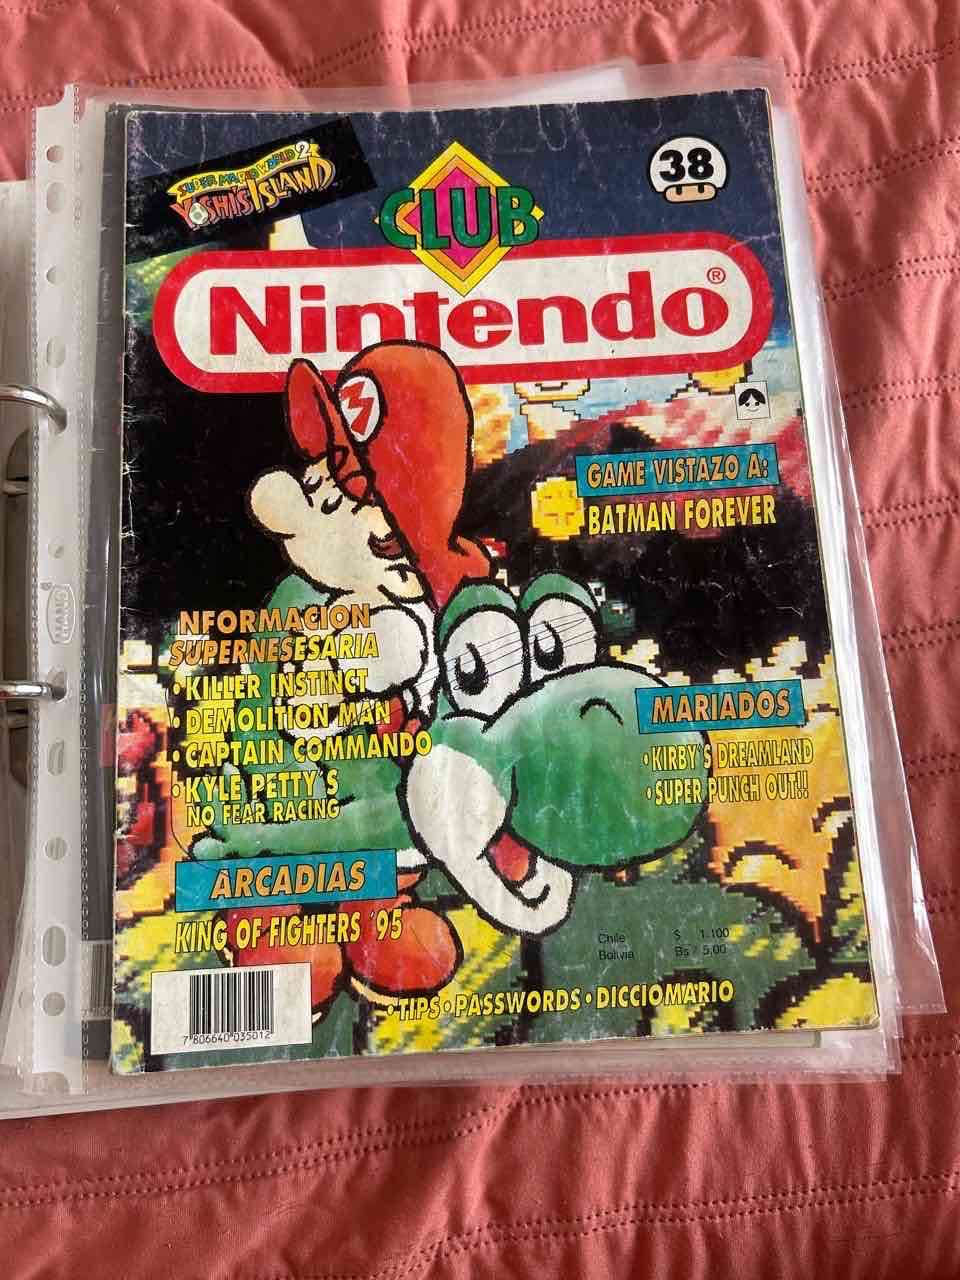 SUPER MARIO WORLD 2
YOSHI'S ISLAND
38
CLUB
Nintendo®
M
GAME VISTAZO A:
BATMAN FOREVER
NFORMACION
SUPERNESESARIA
•KILLER INSTINCT
•DEMOLITION MAN
•CAPTAIN COMMANDO
•KYLE PETTY'S
NO FEAR RACING
MARIADOS
•KIRBY'S DREAMLAND
•SUPER PUNCH OUT!!
ARCADIAS
KING OF FIGHTERS '95
Chile $ 1.100
Bolivia Bs 5,00
•TIPS•PASSWORDS•DICCIOMARIO
7 806640 035012
HAND